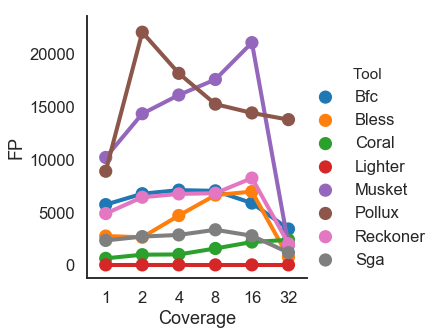 20000
15000
10000
5000
0
FP
1 2 4 8 16 32
Coverage
Tool
Bfc
Bless
Coral
Lighter
Musket
Pollux
Reckoner
Sga